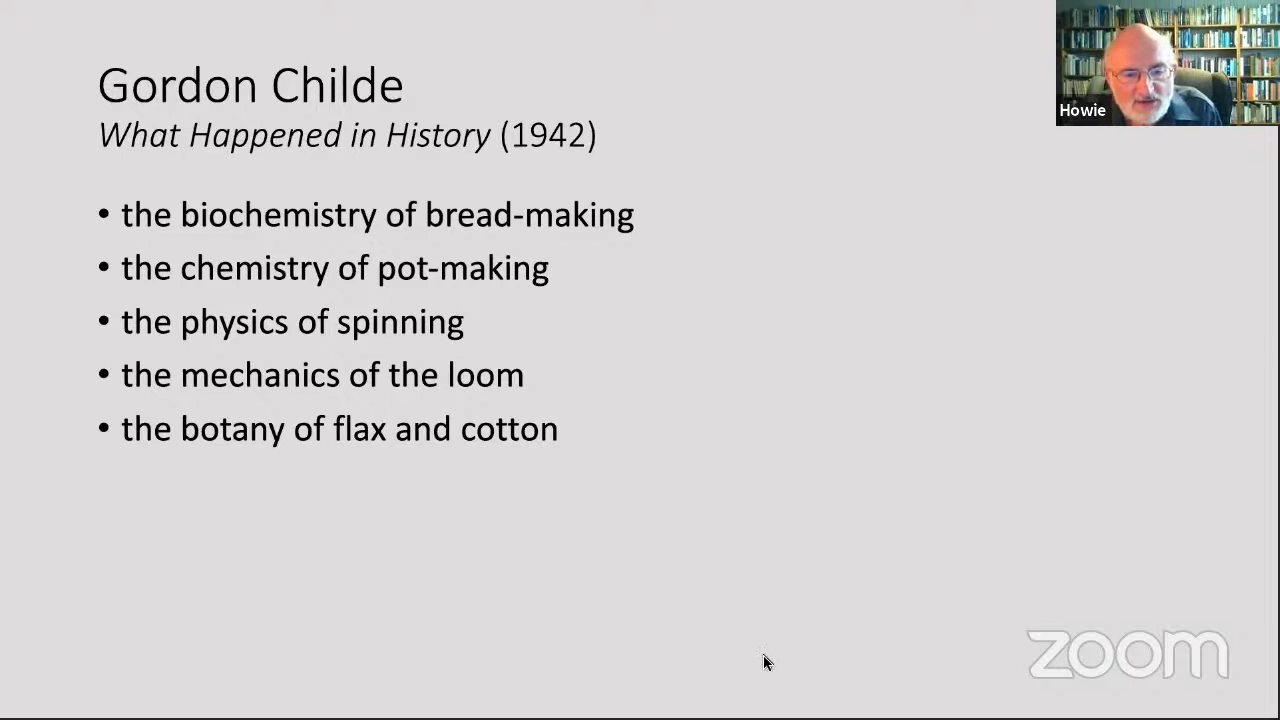 Gordon Childe
What Happened in History (1942)
• the biochemistry of bread-making
• the chemistry of pot-making
• the physics of spinning
• the mechanics of the loom
• the botany of flax and cotton
Howie
zoom